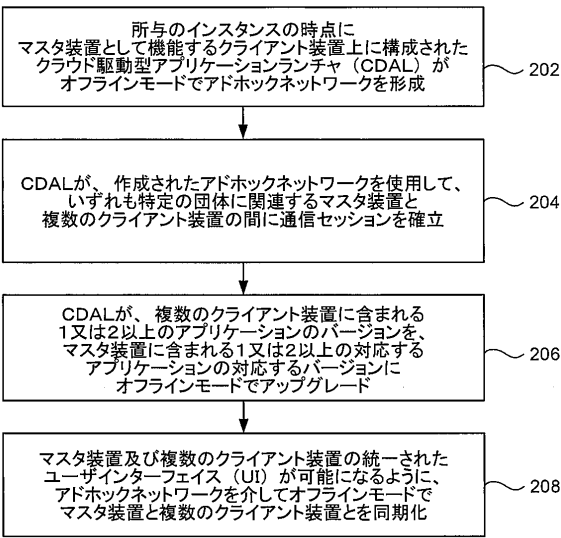 所与のインスタンスの時点に
マスタ装置として機能するクライアント装置上に構成された
クラウド駆動型アプリケーションランチャ（CDAL）が
オフラインモードでアドホックネットワークを形成
202
CDALが、作成されたアドホックネットワークを使用して、
いずれも特定の団体に関連するマスタ装置と
複数のクライアント装置の間に通信セッションを確立
204
CDALが、複数のクライアント装置に含まれる
1又は2以上のアプリケーションのバージョンを、
マスタ装置に含まれる1又は2以上の対応する
アプリケーションの対応するバージョンに
オフラインモードでアップグレード
206
マスタ装置及び複数のクライアント装置の統一された
ユーザインターフェイス（UI）が可能になるように、
アドホックネットワークを介してオフラインモードで
マスタ装置と複数のクライアント装置とを同期化
208